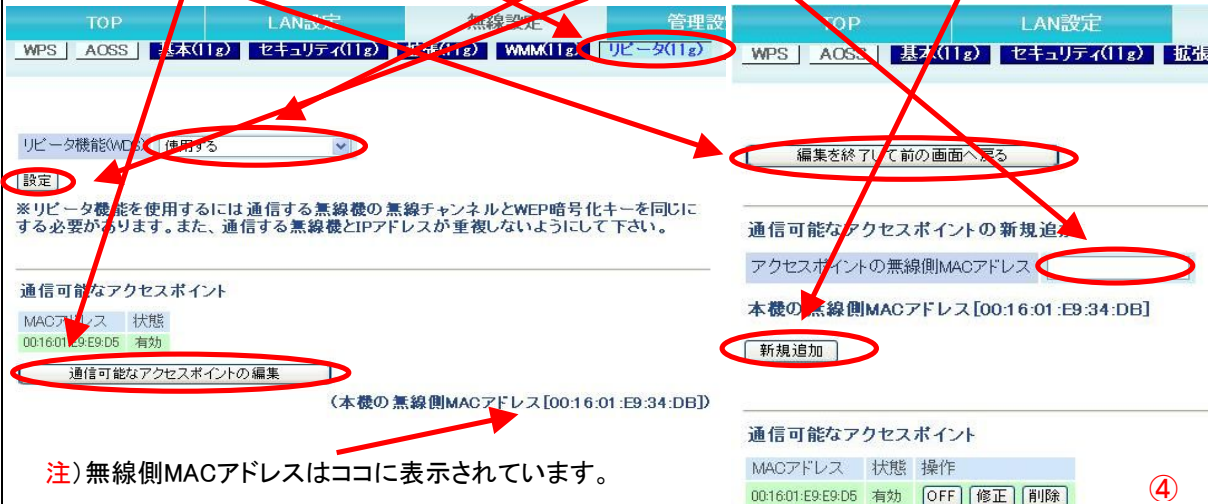 TOP LAN設定 無線設定 管理設
WPS AOSS 基本(11g) セキュリティ(11g) 拡張(11g) WMM(11g) リピータ(11g)
リピータ機能(WDS) 使用する
設定
※リピータ機能を使用するには通信する無線機の無線チャンネルとWEP暗号化キーを同じに
する必要があります。また、通信する無線機とIPアドレスが重複しないようにして下さい。
通信可能なアクセスポイント
MACアドレス 状態
00:16:01:E9:E9:D5 有効
通信可能なアクセスポイントの編集
(本機の無線側MACアドレス[00:16:01:E9:34:DB])
注)無線側MACアドレスはココに表示されています。
TOP LAN設定
WPS AOSS 基本(11g) セキュリティ(11g) 拡張
編集を終了して前の画面へ戻る
通信可能なアクセスポイントの新規追加
アクセスポイントの無線側MACアドレス
本機の無線側MACアドレス[00:16:01:E9:34:DB]
新規追加
通信可能なアクセスポイント
MACアドレス 状態 操作
00:16:01:E9:E9:D5 有効 OFF 修正 削除
④